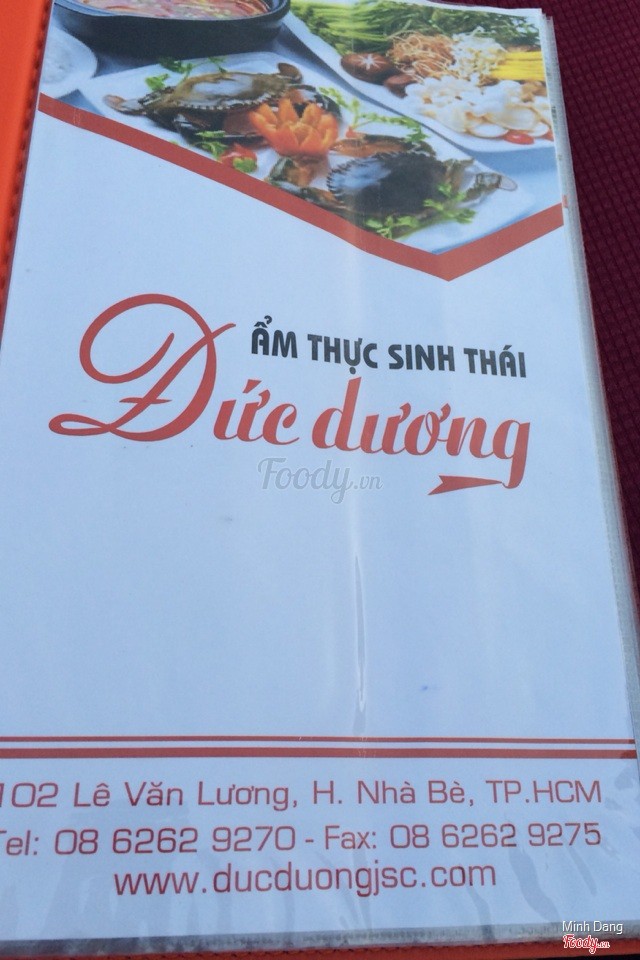 ẨM THỰC SINH THÁI
Đức dương
Foody.vn
102 Lê Văn Lương, H. Nhà Bè, TP.HCM
Tel: 08 6262 9270 - Fax: 08 6262 9275
www.ducduongjsc.com
Minh Dang
Foody.vn